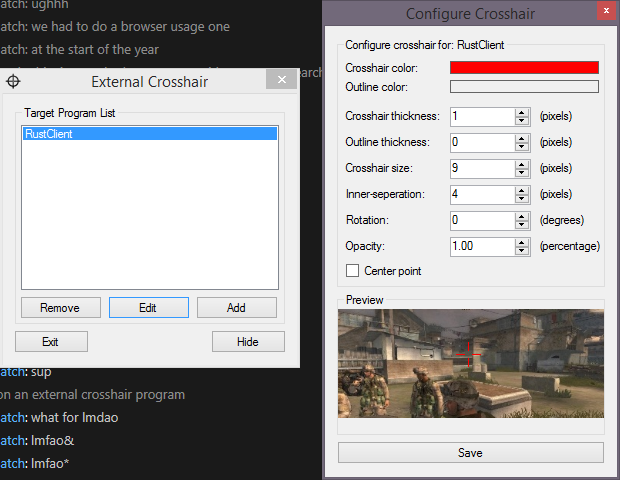 atch: ughhh
atch: we had to do a browser usage one
atch: at the start of the year
earch
External Crosshair
Target Program List
RustClient
Remove
Edit
Add
Exit
Hide
atch: sup
on an external crosshair program
atch: what for lmdao
atch: lmfao&
atch: lmfao*
Configure Crosshair
x
Configure crosshair for: RustClient
Crosshair color:
Outline color:
Crosshair thickness: 1 (pixels)
Outline thickness: 0 (pixels)
Crosshair size: 9 (pixels)
Inner-seperation: 4 (pixels)
Rotation: 0 (degrees)
Opacity: 1.00 (percentage)
Center point
Preview
Save